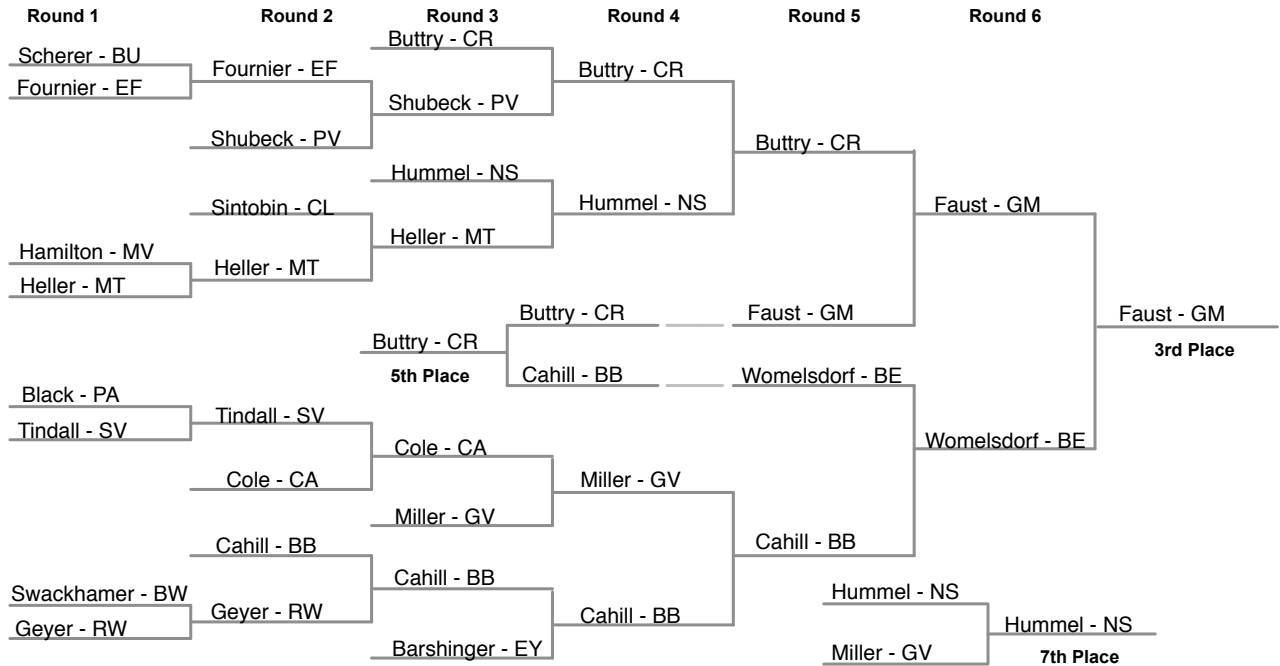 Round 1
Round 2
Round 3
Round 4
Round 5
Round 6
Scherer - BU
Fournier - EF
Fournier - EF
Shubeck - PV
Buttry - CR
Shubeck - PV
Buttry - CR
Hummel - NS
Sintobin - CL
Heller - MT
Hummel - NS
Hamilton - MV
Heller - MT
Heller - MT
Buttry - CR
Faust - GM
Buttry - CR
5th Place
Buttry - CR
Cahill - BB
Faust - GM
Womelsdorf - BE
Faust - GM
3rd Place
Black - PA
Tindall - SV
Tindall - SV
Cole - CA
Cole - CA
Miller - GV
Miller - GV
Womelsdorf - BE
Cahill - BB
Cahill - BB
Swackhamer - BW
Geyer - RW
Geyer - RW
Cahill - BB
Barshinger - EY
Cahill - BB
Hummel - NS
Miller - GV
Hummel - NS
7th Place